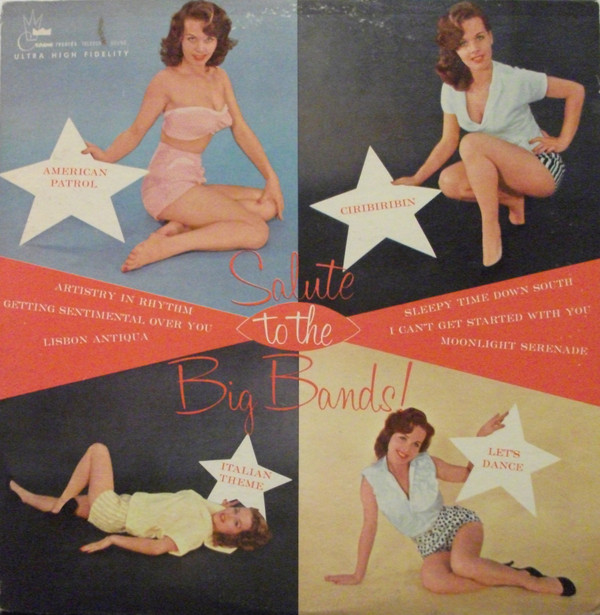 ULTRA HIGH FIDELITY
AMERICAN
PATROL
CIRIBIRIBIN
Salute
to the
Big Bands!
ARTISTRY IN RHYTHM
GETTING SENTIMENTAL OVER YOU
LISBON ANTIQUA
SLEEPY TIME DOWN SOUTH
I CAN'T GET STARTED WITH YOU
MOONLIGHT SERENADE
ITALIAN
THEME
LET'S
DANCE